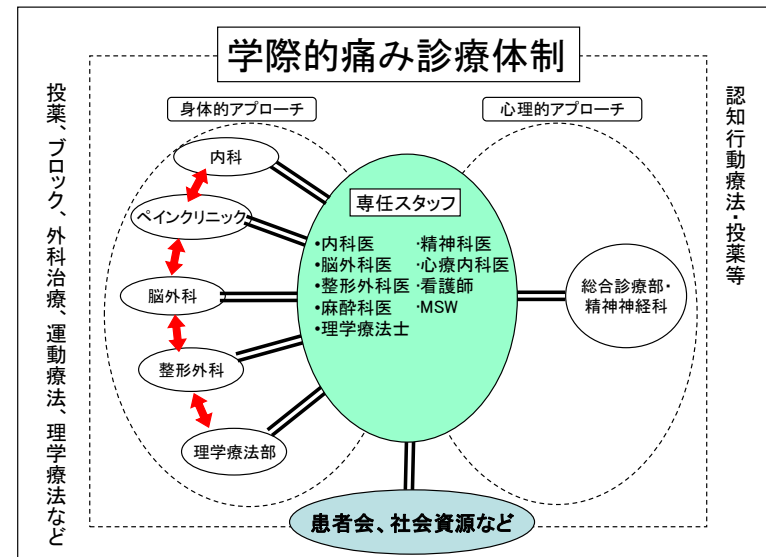 学際的痛み診療体制
投薬、ブロック、外科治療、運動療法、理学療法など
身体的アプローチ
心理的アプローチ
認知行動療法・投薬等
内科
ペインクリニック
脳外科
整形外科
理学療法部
専任スタッフ
・内科医 ・精神科医
・脳外科医 ・心療内科医
・整形外科医 ・看護師
・麻酔科医 ・MSW
・理学療法士
総合診療部・
精神神経科
患者会、社会資源など